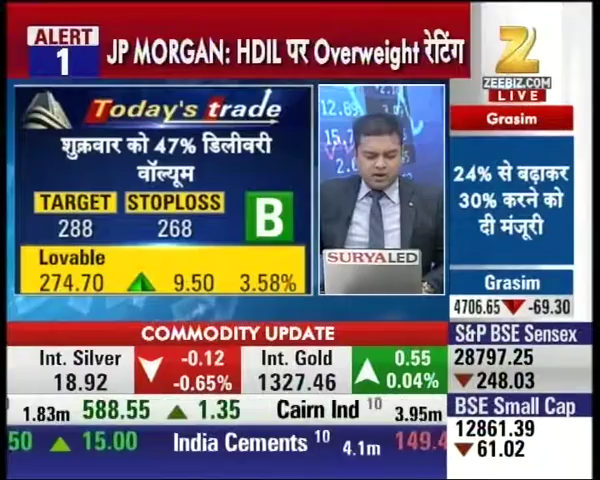 ALERT
1
JP MORGAN: HDIL पर Overweight रेटिंग
Z
ZEEBIZ.COM
LIVE
Today's trade
शुक्रवार को 47% डिलीवरी
वॉल्यूम
TARGET STOPLOSS
288 268
B
Lovable
274.70 9.50 3.58%
SURYA LED
Grasim
24% से बढ़ाकर
30% करने को
दी मंजूरी
Grasim
4706.65 -69.30
COMMODITY UPDATE
Int. Silver -0.12 Int. Gold 0.55
18.92 -0.65% 1327.46 0.04%
1.83m 588.55 1.35 Cairn Ind 10 3.95m
50 15.00 India Cements 10 4.1m 149.4
S&P BSE Sensex
28797.25
248.03
BSE Small Cap
12861.39
61.02